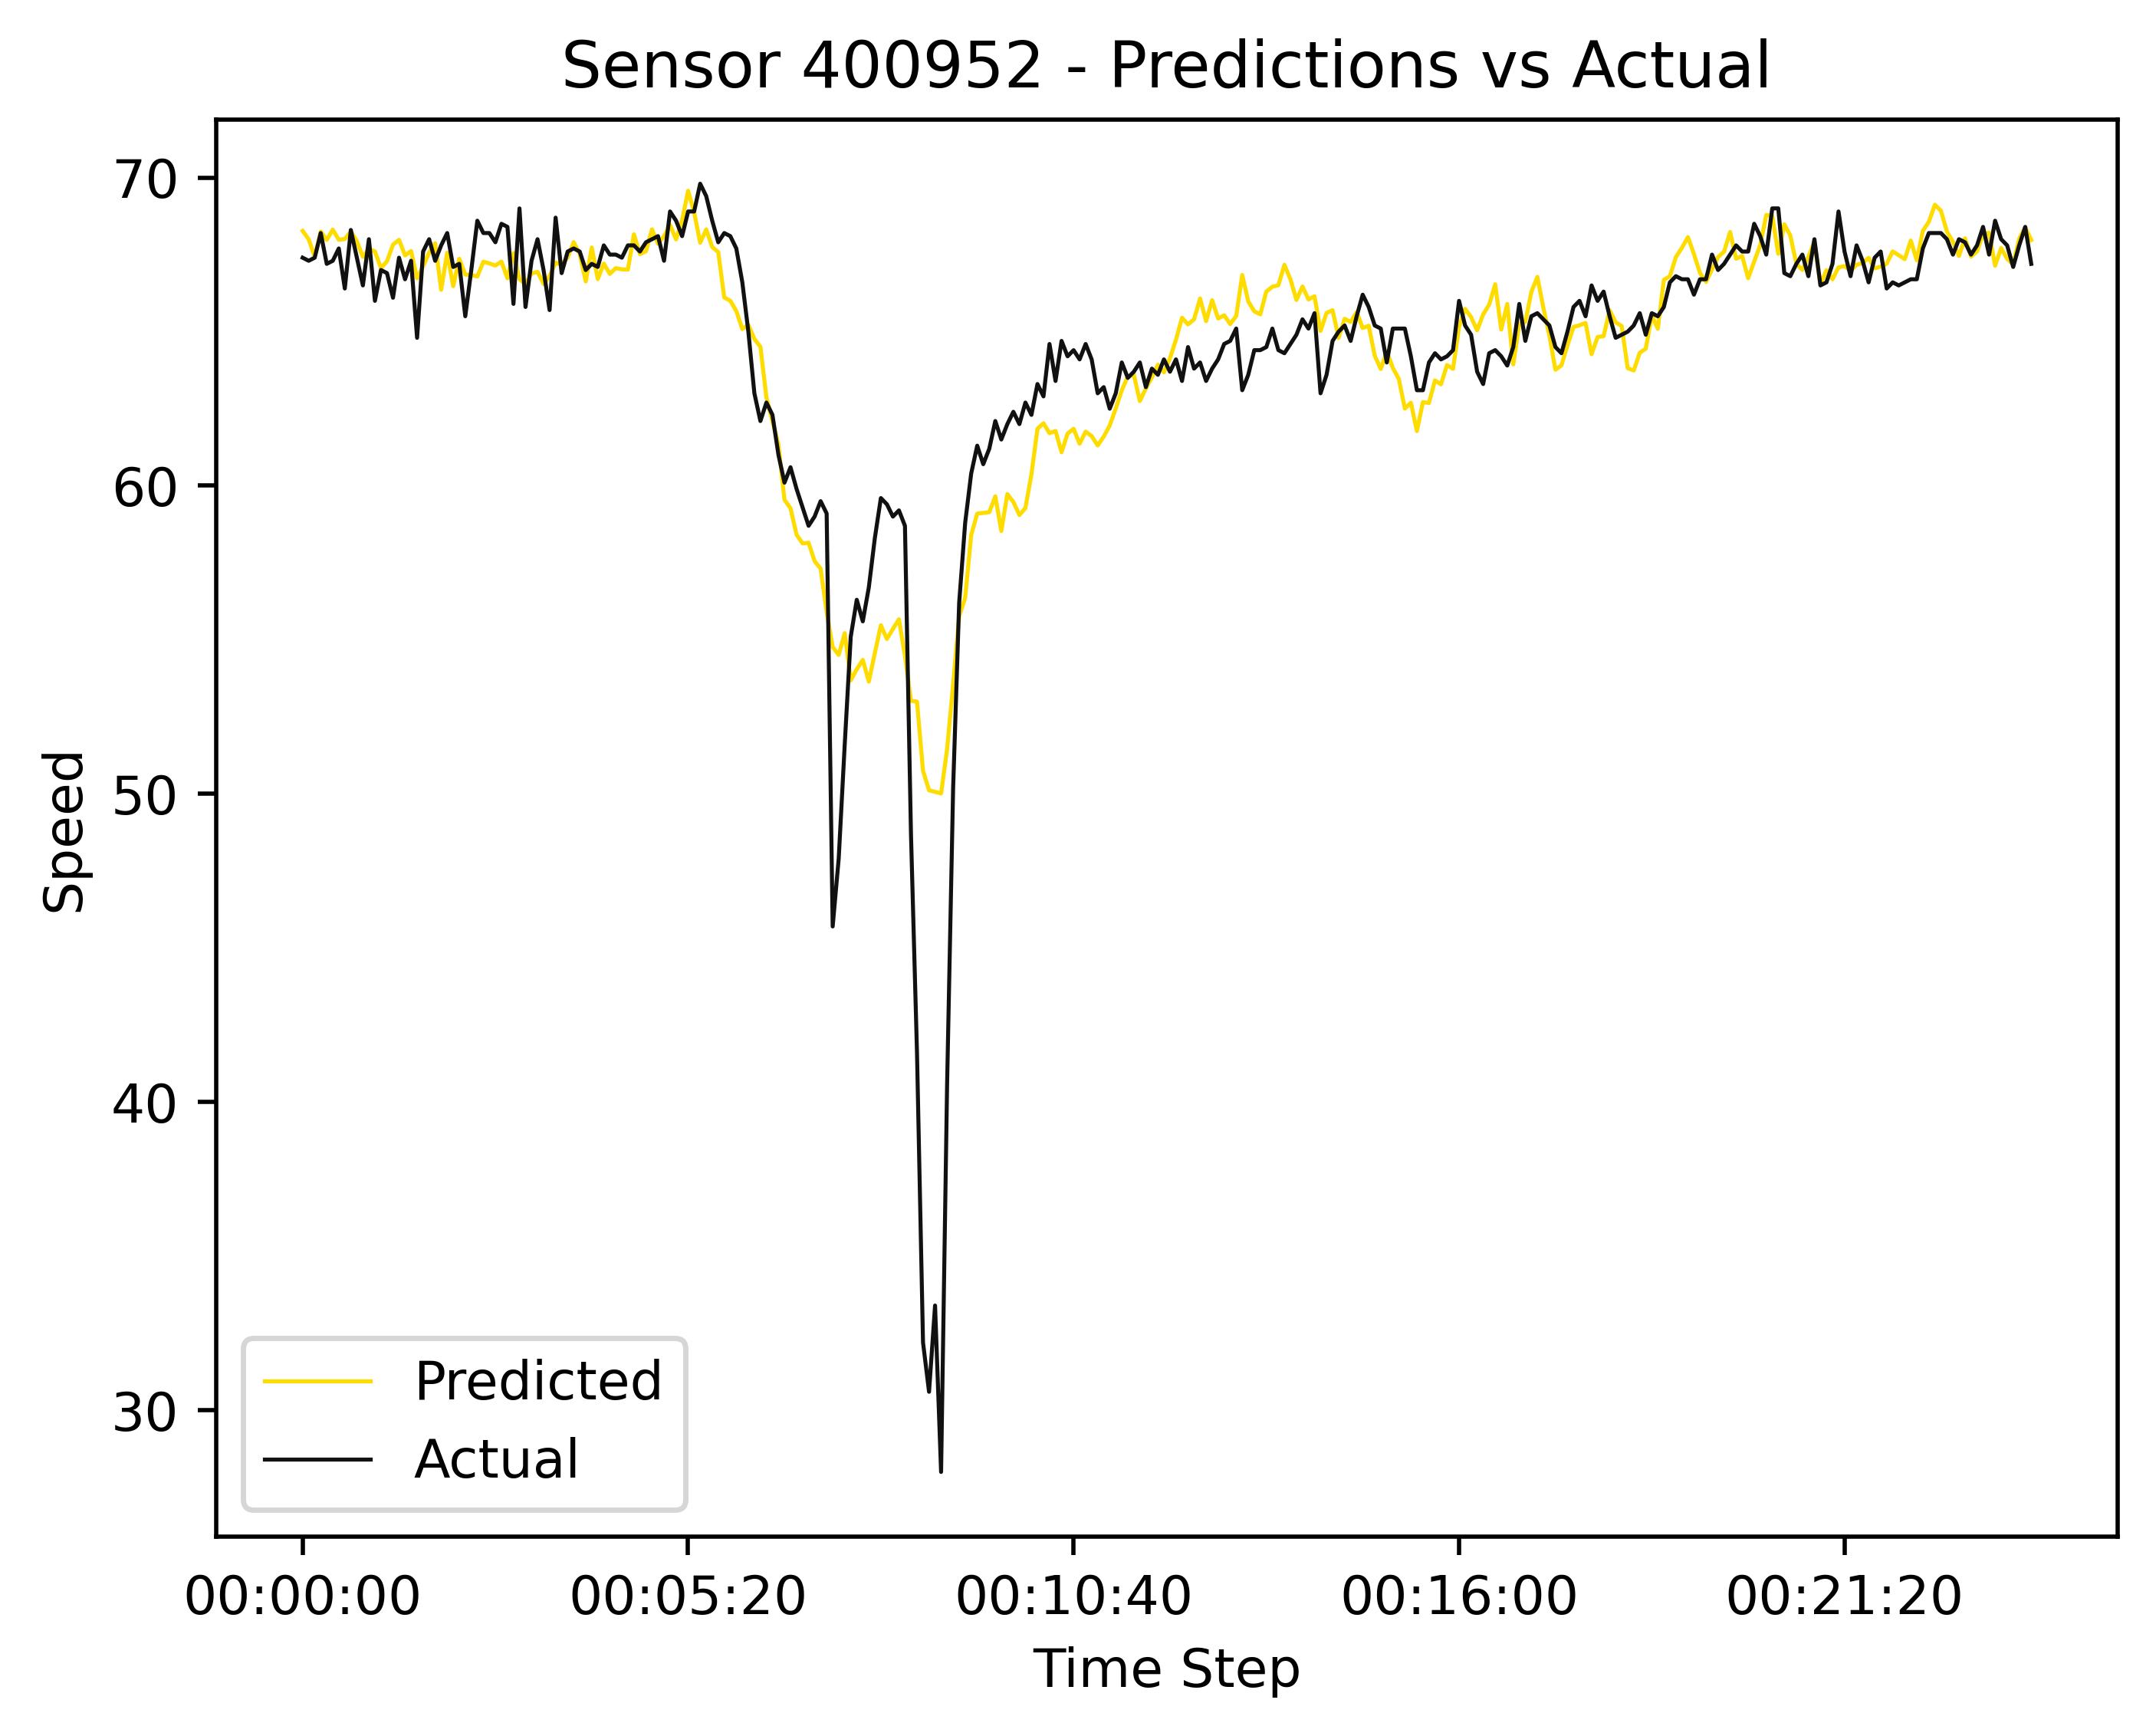 Sensor 400952 - Predictions vs Actual
70
60
50
40
30
Speed
Predicted
Actual
00:00:00 00:05:20 00:10:40 00:16:00 00:21:20
Time Step